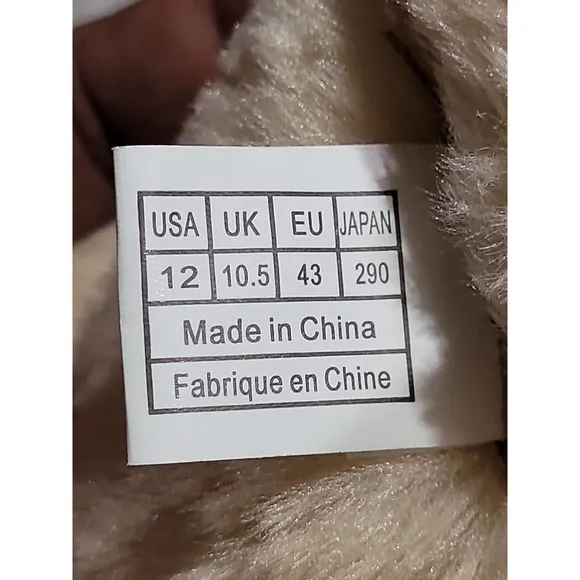 USA UK EU JAPAN
12 10.5 43 290
Made in China
Fabrique en Chine